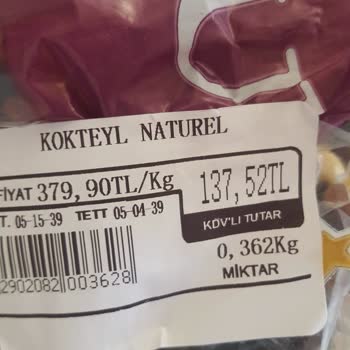 KOKTEYL NATUREL
FİYAT 379,90TL/Kg 137,52TL
T. 05-15-39 TETT 05-04-39 KDV'Lİ TUTAR
0,362Kg
MİKTAR
2902082 003628